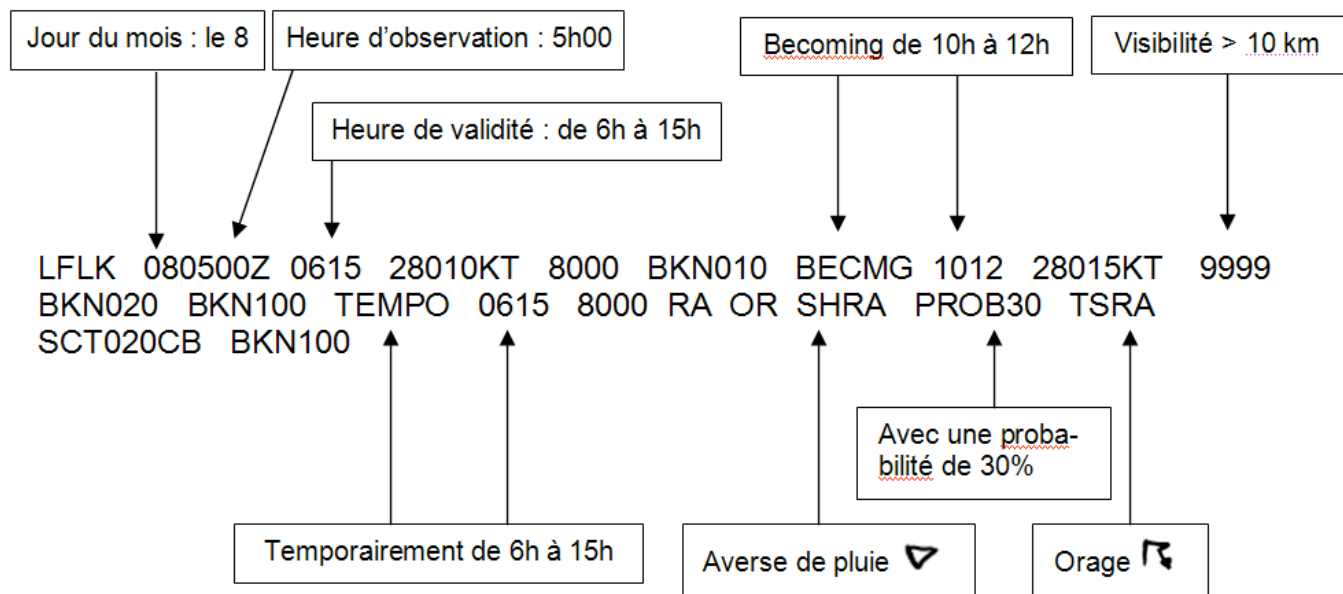 Jour du mois : le 8
Heure d'observation : 5h00
Becoming de 10h à 12h
Visibilité > 10 km
Heure de validité : de 6h à 15h
LFLK 080500Z 0615 28010KT 8000 BKN010 BECMG 1012 28015KT 9999
BKN020 BKN100 TEMPO 0615 8000 RA OR SHRA PROB30 TSRA
SCT020CB BKN100
Avec une proba-
bilité de 30%
Temporairement de 6h à 15h
Averse de pluie
Orage